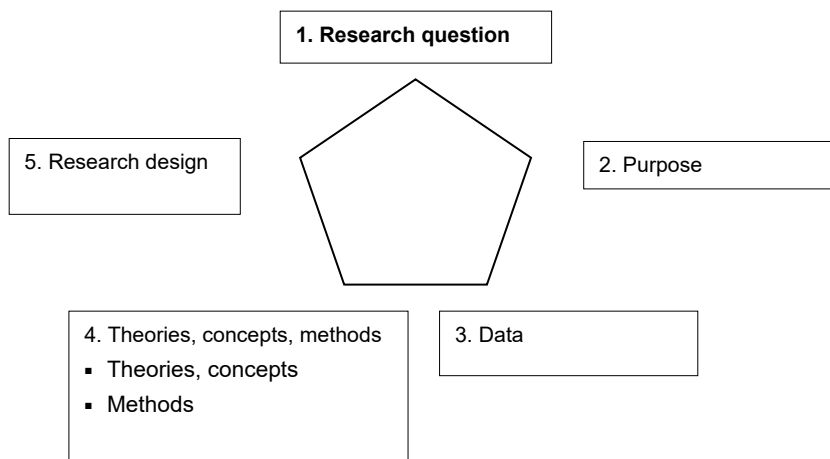 1. Research question
5. Research design
2. Purpose
4. Theories, concepts, methods
▪ Theories, concepts
▪ Methods
3. Data